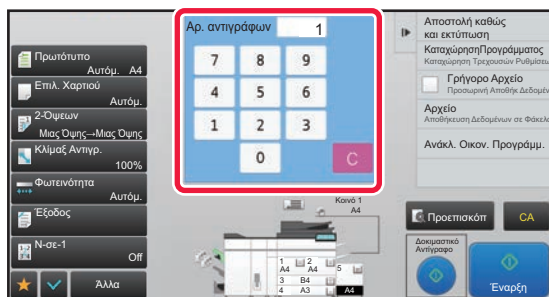 Πρωτότυπο
Αυτόμ. A4
Επιλ. Χαρτιού
Αυτόμ.
2-Όψεων
Μιας Όψης→Μιας Όψης
Κλίμαξ Αντιγρ.
100%
Φωτεινότητα
Αυτόμ.
Έξοδος
N-σε-1
Off
Άλλα
Αρ. αντιγράφων 1
7 8 9
4 5 6
1 2 3
0 C
Κοινό 1
A4
1 2
A4 A4 5
3 B4
4 A3 A4
Αποστολή καθώς
και εκτύπωση
ΚαταχώρησηΠρογράμματος
Καταχώρηση Τρεχουσών Ρυθμίσεω
Γρήγορο Αρχείο
Προσωρινή Αποθήκ Δεδομέν
Αρχείο
Αποθήκευση Δεδομένων σε Φάκελο
Ανάκλ. Οικον. Προγράμμ.
Προεπισκόπ CA
Δοκιμαστικό
Αντίγραφο
Έναρξη